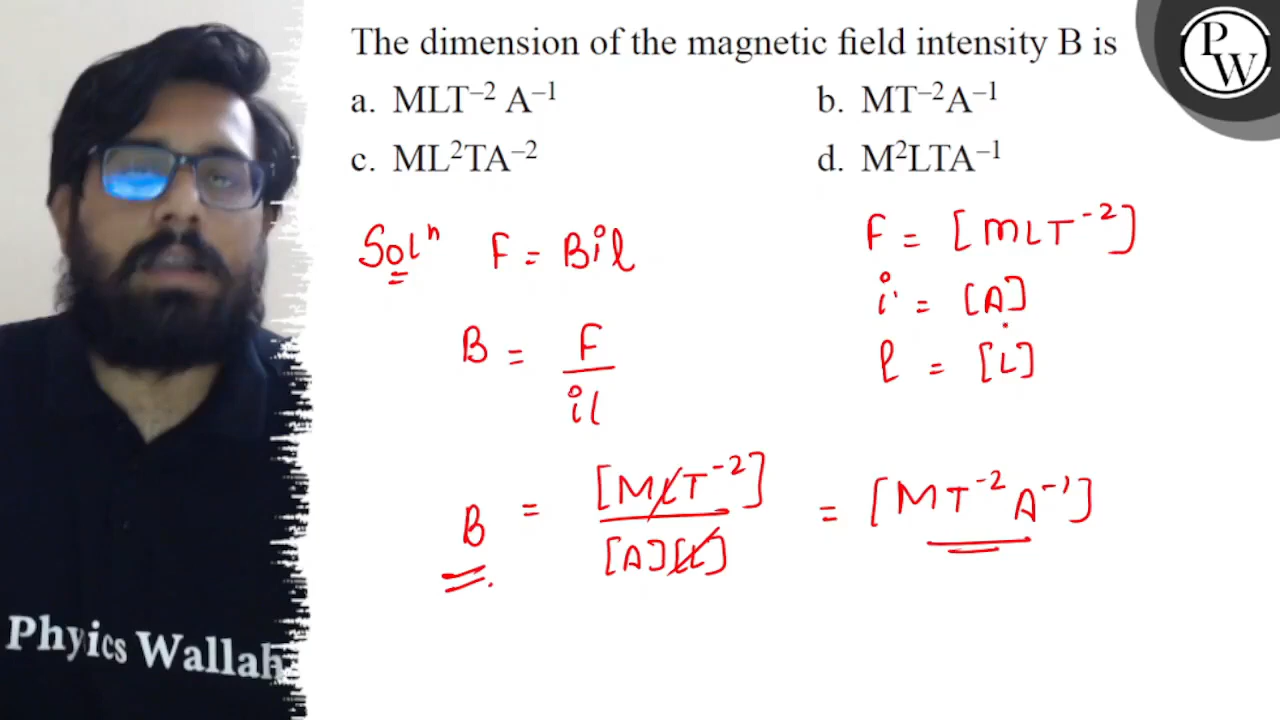 The dimension of the magnetic field intensity B is
a. MLT⁻² A⁻¹ b. MT⁻²A⁻¹
c. ML²TA⁻² d. M²LTA⁻¹
Solⁿ F = Bil F = [MLT⁻²]
i = [A]
B = F/il l = [L]
B = [MLT⁻²]/[A][L] = [MT⁻²A⁻¹]
Phyics Wallah
P
W